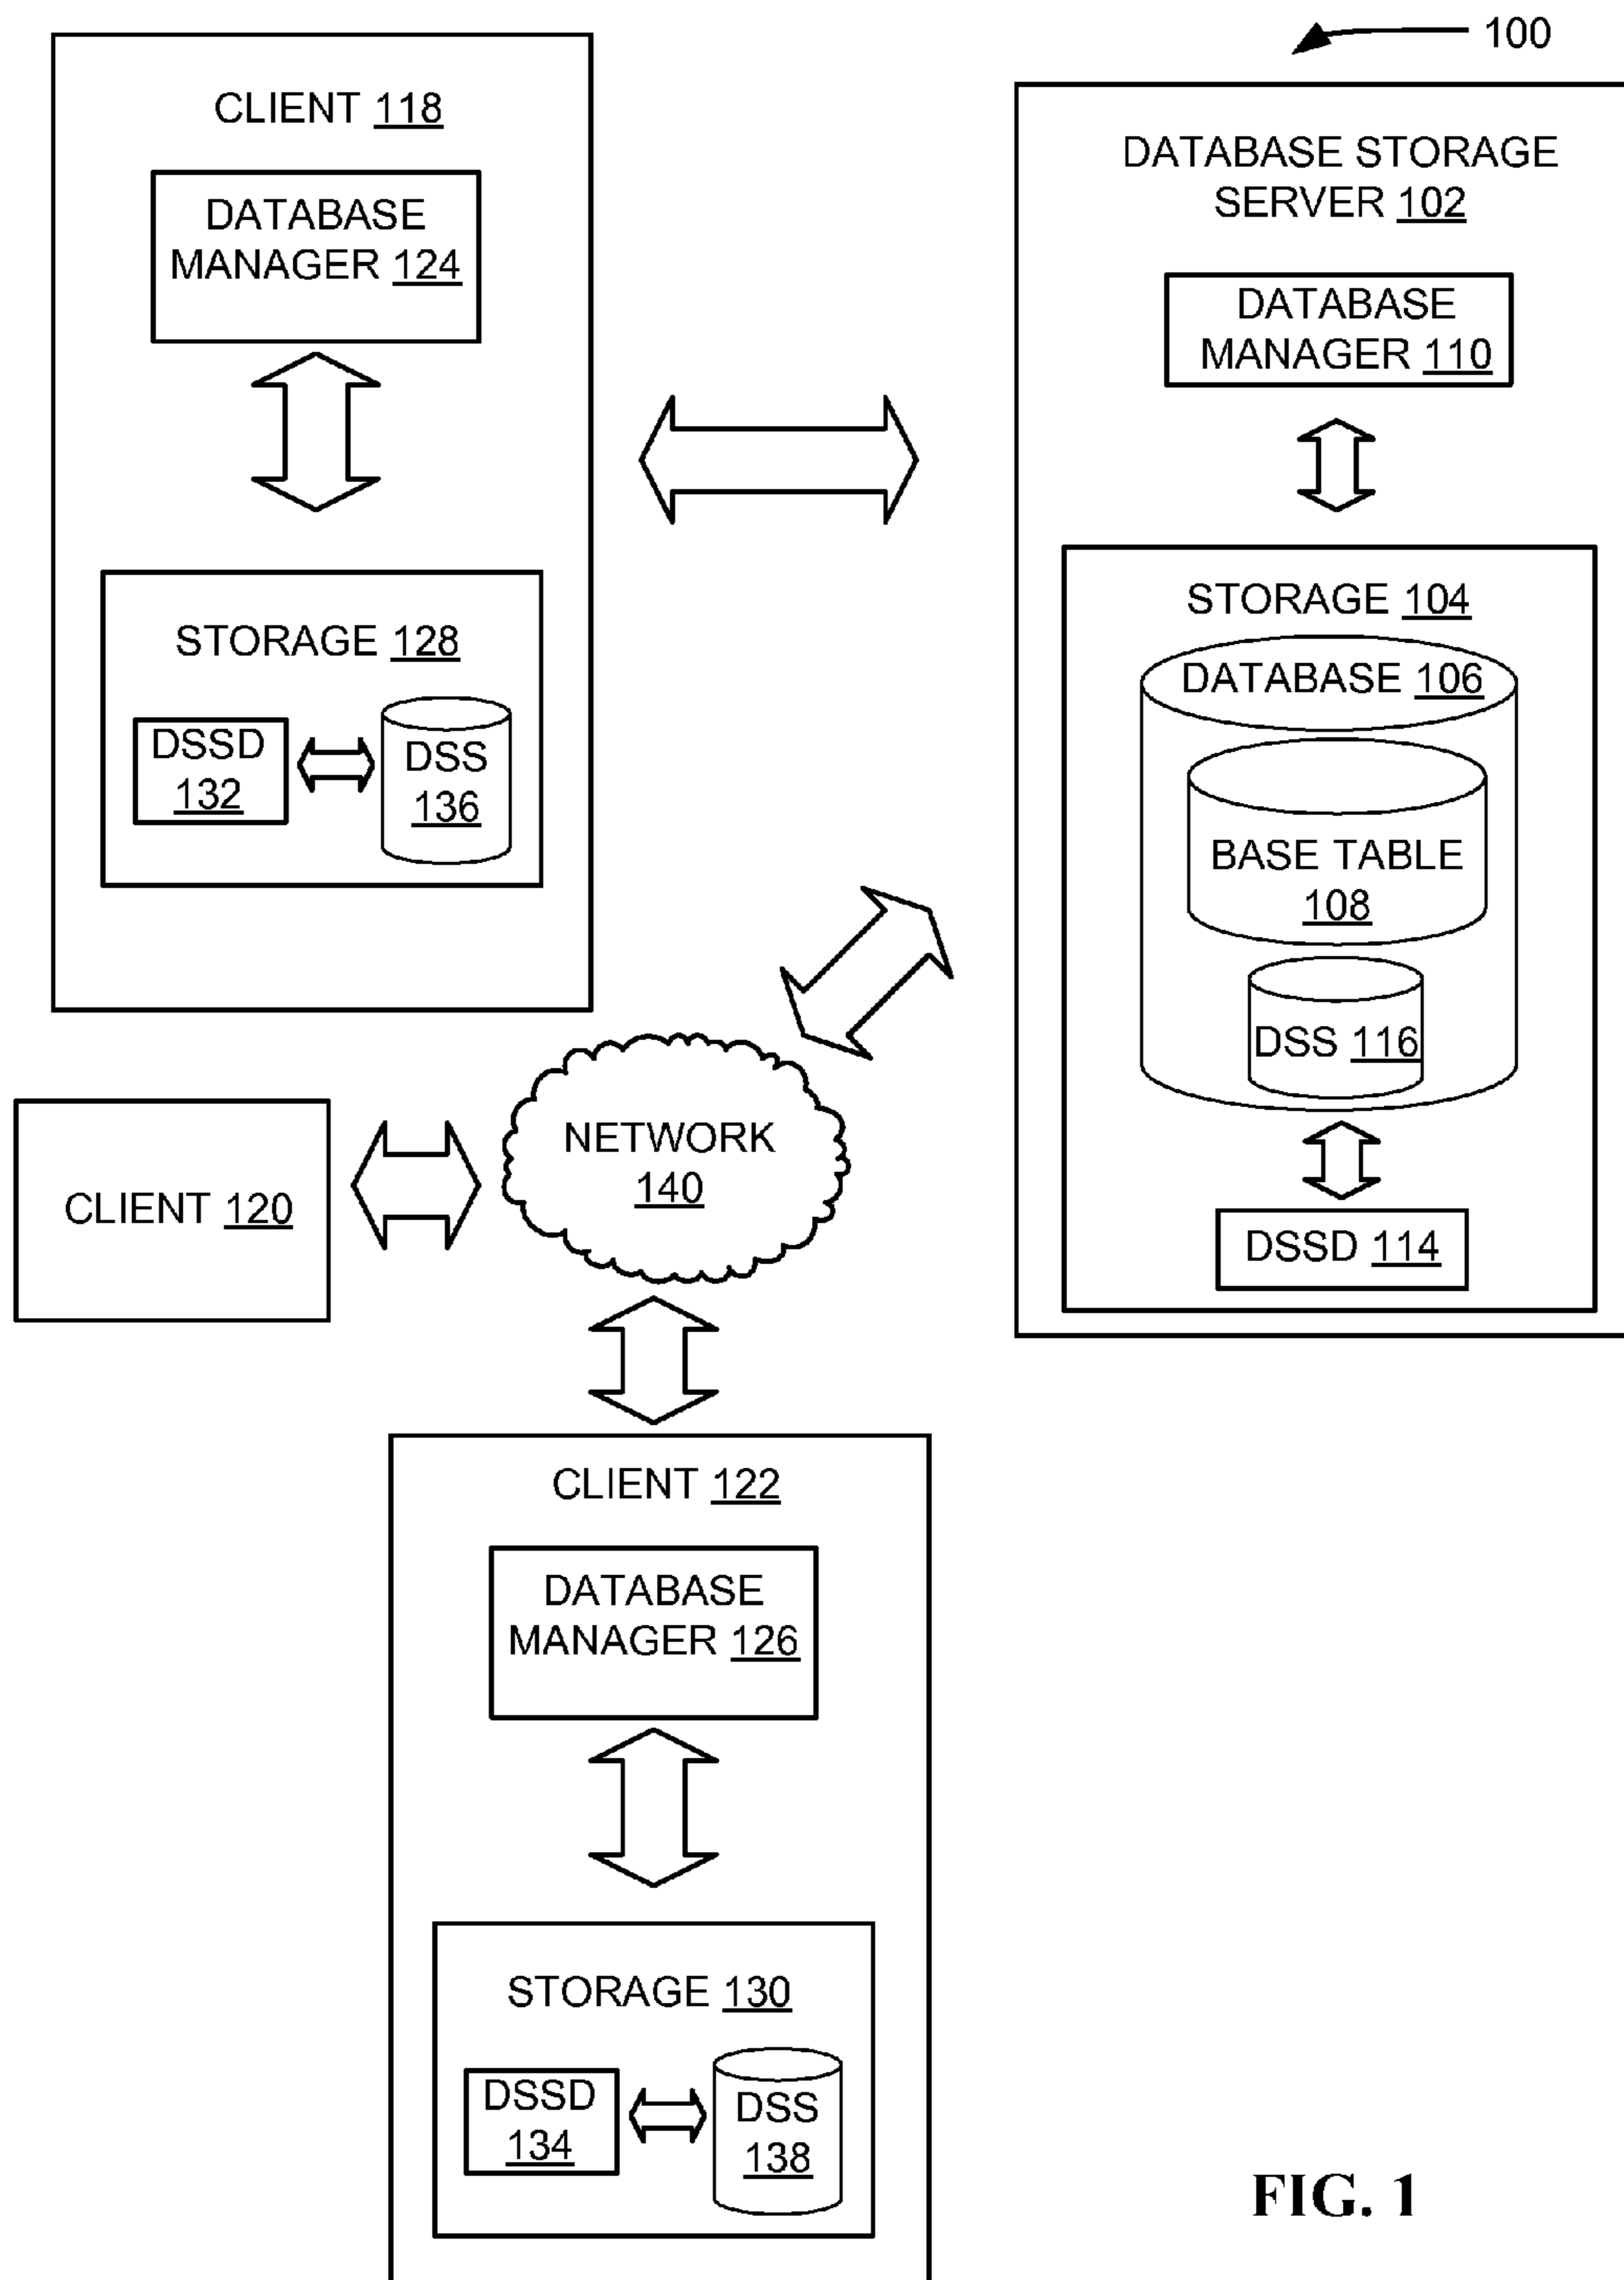 100
CLIENT 118
DATABASE
MANAGER 124
STORAGE 128
DSSD
132
DSS
136
DATABASE STORAGE
SERVER 102
DATABASE
MANAGER 110
STORAGE 104
DATABASE 106
BASE TABLE
108
DSS 116
DSSD 114
NETWORK
140
CLIENT 120
CLIENT 122
DATABASE
MANAGER 126
STORAGE 130
DSSD
134
DSS
138
FIG. 1